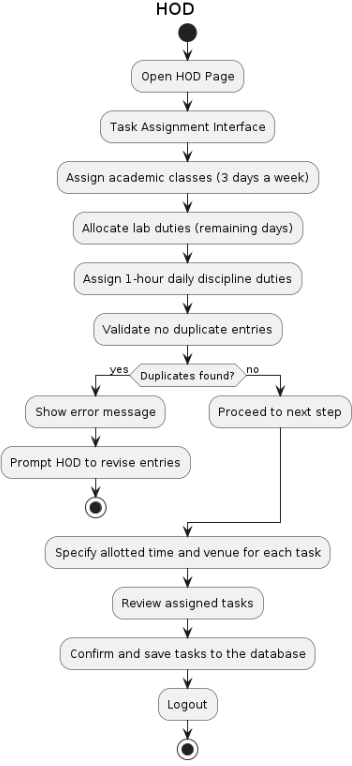 HOD
Open HOD Page
Task Assignment Interface
Assign academic classes (3 days a week)
Allocate lab duties (remaining days)
Assign 1-hour daily discipline duties
Validate no duplicate entries
yes
Duplicates found?
no
Show error message
Proceed to next step
Prompt HOD to revise entries
Specify allotted time and venue for each task
Review assigned tasks
Confirm and save tasks to the database
Logout